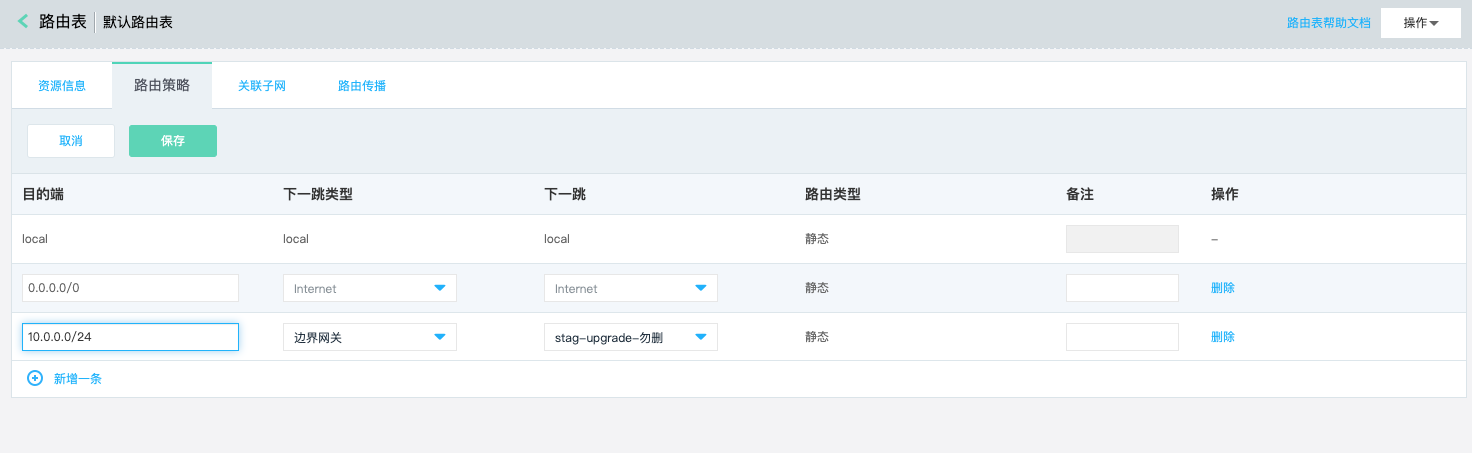 路由表 默认路由表 路由表帮助文档 操作
资源信息 路由策略 关联子网 路由传播
取消 保存
目的端 下一跳类型 下一跳 路由类型 备注 操作
local local local 静态 –
0.0.0.0/0 Internet Internet 静态 删除
10.0.0.0/24 边界网关 stag-upgrade-勿删 静态 删除
新增一条